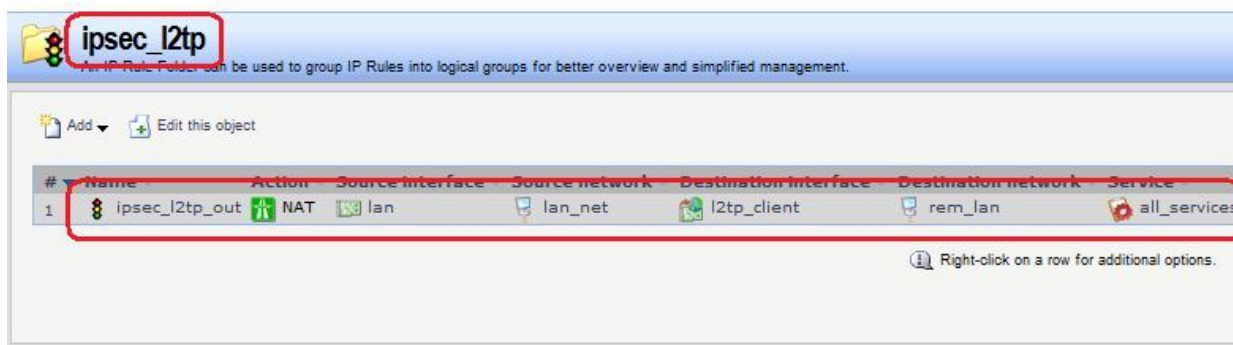 ipsec_l2tp
An IP Rule Folder can be used to group IP Rules into logical groups for better overview and simplified management.
Add Edit this object
# Name Action Source Interface Source network Destination Interface Destination network Service
1 ipsec_l2tp_out NAT lan lan_net l2tp_client rem_lan all_services
Right-click on a row for additional options.